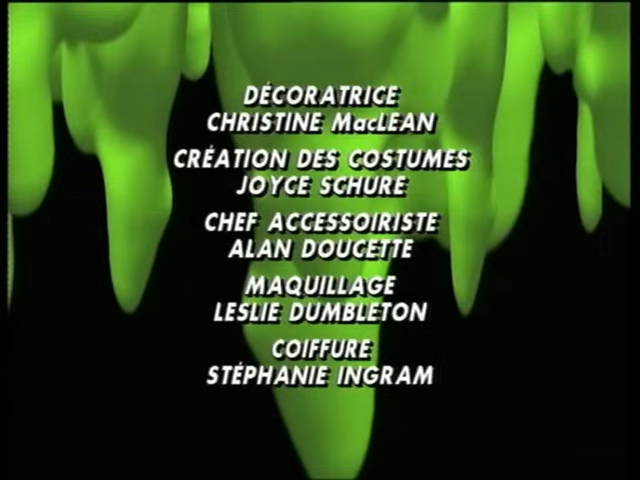 DÉCORATRICE
CHRISTINE MacLEAN
CRÉATION DES COSTUMES
JOYCE SCHURE
CHEF ACCESSOIRISTE
ALAN DOUCETTE
MAQUILLAGE
LESLIE DUMBLETON
COIFFURE
STÉPHANIE INGRAM